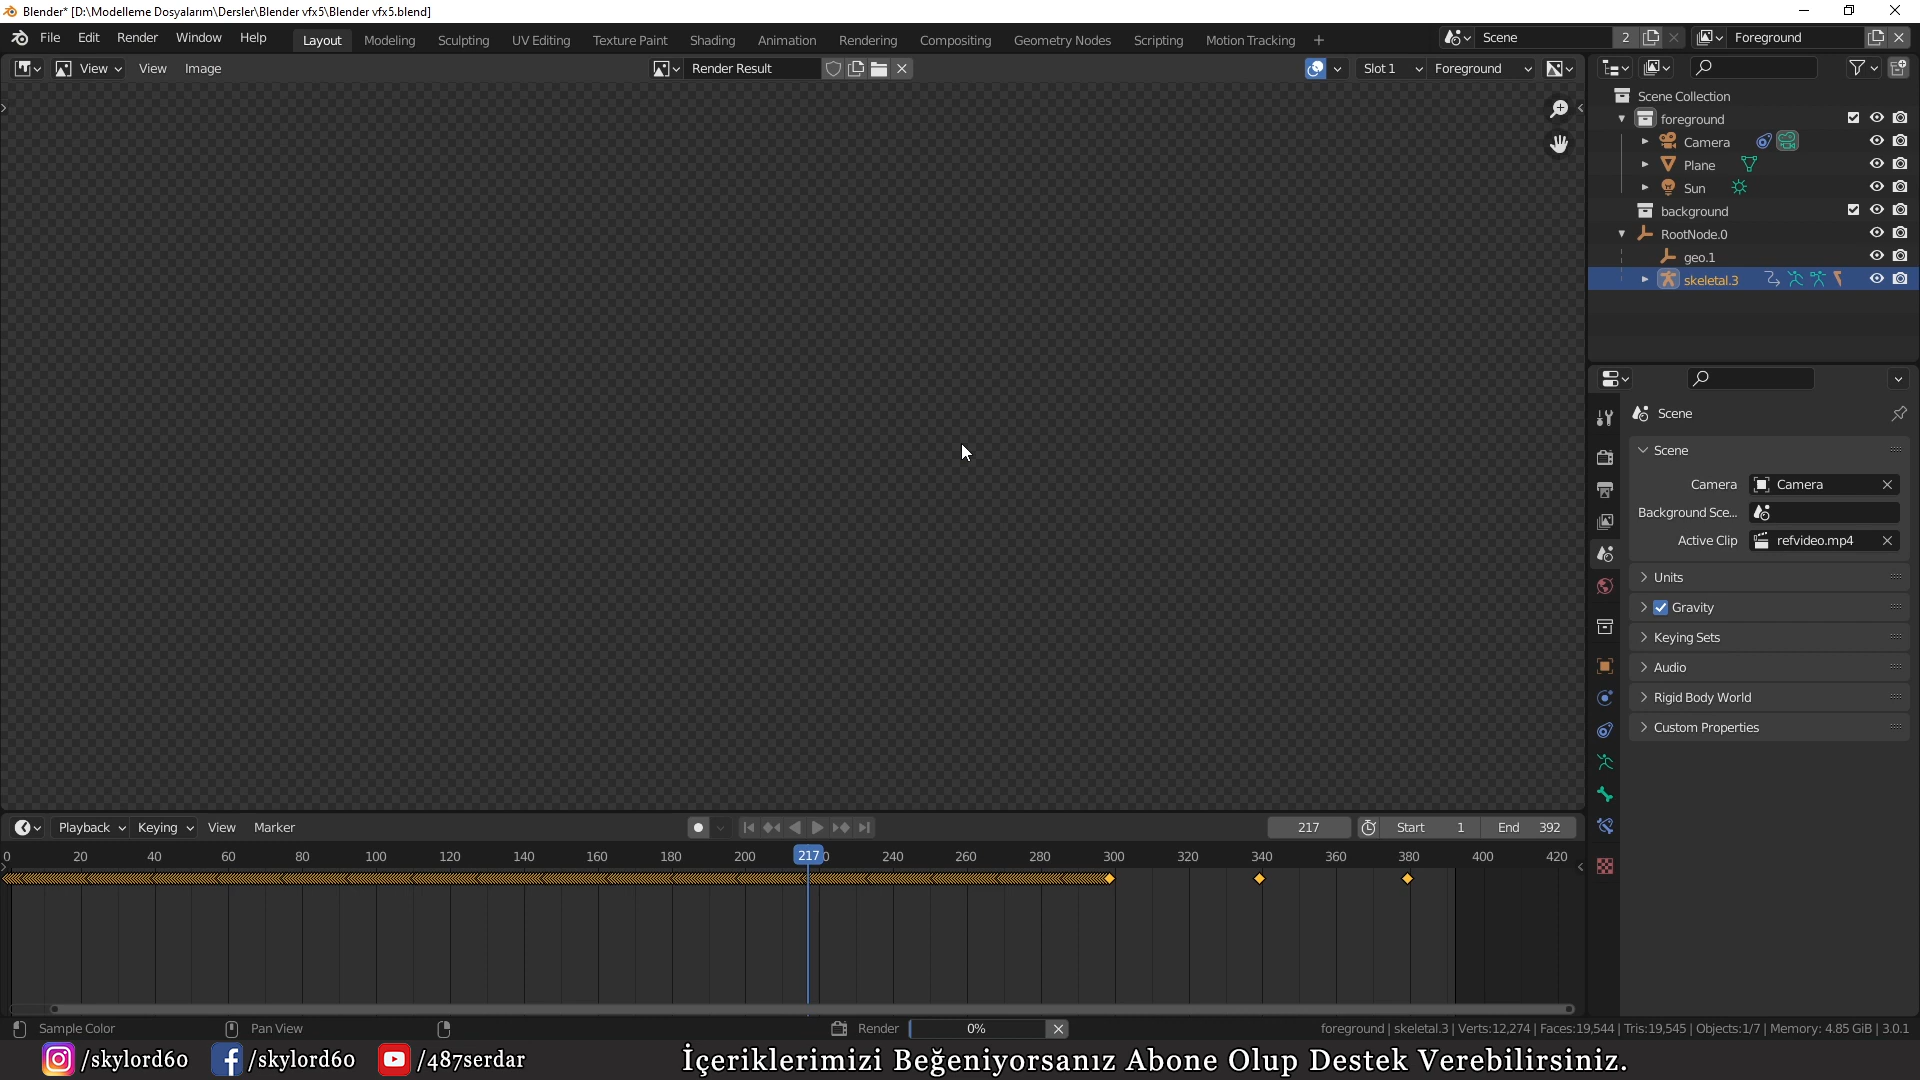 Blender* [D:\Modelleme Dosyalarım\Dersler\Blender vfx5\Blender vfx5.blend]
File Edit Render Window Help Layout Modeling Sculpting UV Editing Texture Paint Shading Animation Rendering Compositing Geometry Nodes Scripting Motion Tracking + Scene 2 Foreground
View View Image Render Result Slot 1 Foreground
Scene Collection
foreground
Camera
Plane
Sun
background
RootNode.0
geo.1
skeletal.3
Scene
Scene
Camera Camera
Background Sce...
Active Clip refvideo.mp4
Units
Gravity
Keying Sets
Audio
Rigid Body World
Custom Properties
Playback Keying View Marker 217 Start 1 End 392
0 20 40 60 80 100 120 140 160 180 200 217 240 260 280 300 320 340 360 380 400 420
Sample Color Pan View Render 0% foreground | skeletal.3 | Verts:12,274 | Faces:19,544 | Tris:19,545 | Objects:1/7 | Memory: 4.85 GiB | 3.0.1
/skylord60 /skylord60 /487serdar İçeriklerimizi Beğeniyorsanız Abone Olup Destek Verebilirsiniz.